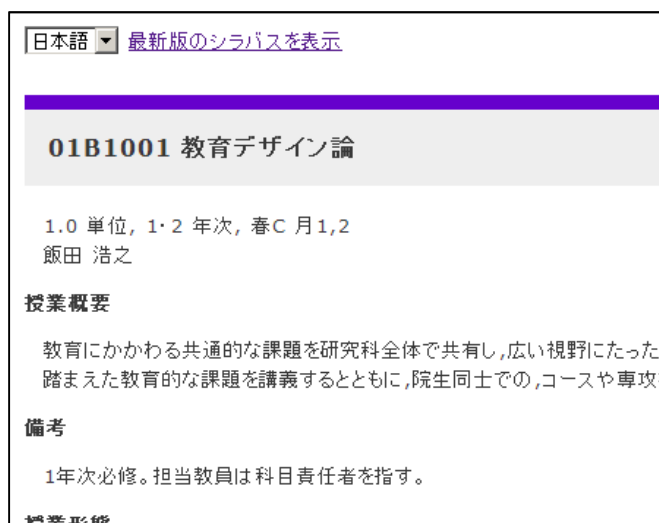 日本語 最新版のシラバスを表示
01B1001 教育デザイン論
1.0 単位, 1・2 年次, 春C 月1,2
飯田 浩之
授業概要
教育にかかわる共通的な課題を研究科全体で共有し,広い視野にたった
踏まえた教育的な課題を講義するとともに,院生同士での,コースや専攻
備考
1年次必修。担当教員は科目責任者を指す。
授業形態